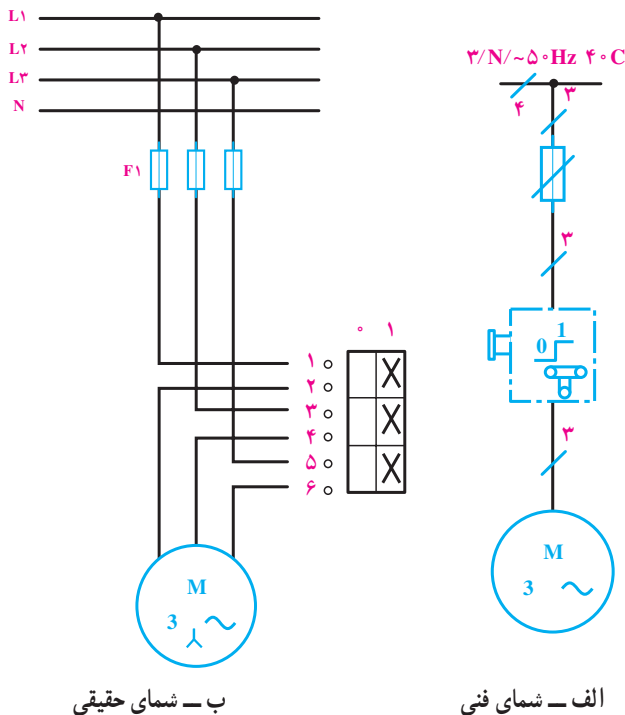 L۱
L۲
L۳
N
F۱
۳/N/~۵۰Hz ۴۰C
۴
۳
۳
0 1
۳
M
3 ~
۰ ۱
۱
۲
۳
۴
۵
۶
M
3 ~
الف ــ شمای فنی
ب ــ شمای حقیقی